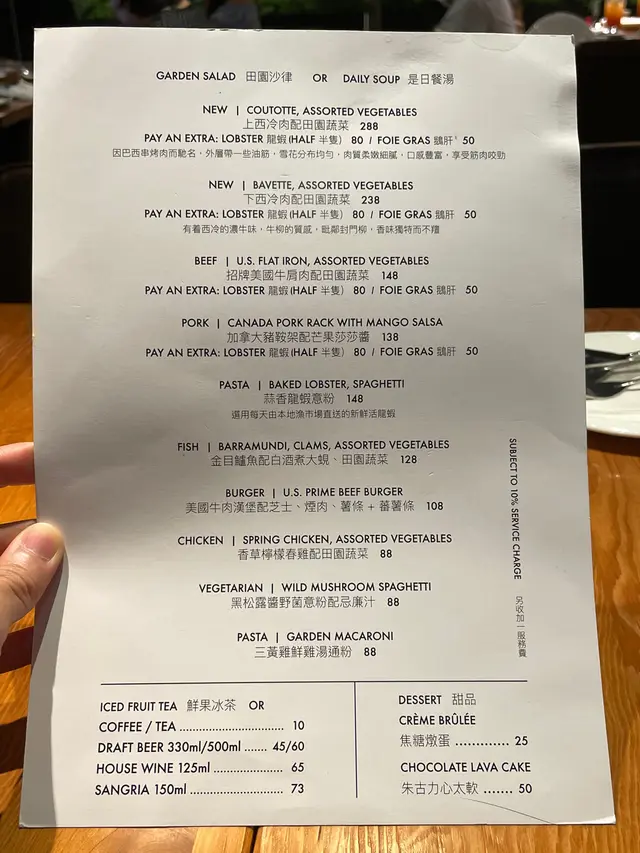 GARDEN SALAD 田園沙律 OR DAILY SOUP 是日餐湯
NEW | COUTOTTE, ASSORTED VEGETABLES
上西冷肉配田園蔬菜 288
PAY AN EXTRA: LOBSTER 龍蝦 (HALF 半隻) 80 / FOIE GRAS 鵝肝 50
因巴西串烤肉而馳名，外層帶一些油筋，雪花分布均勻，肉質柔嫩細膩，口感豐富，享受筋肉咬勁
NEW | BAVETTE, ASSORTED VEGETABLES
下西冷肉配田園蔬菜 238
PAY AN EXTRA: LOBSTER 龍蝦 (HALF 半隻) 80 / FOIE GRAS 鵝肝 50
有着西冷的濃牛味，牛柳的質感，毗鄰封門柳，香味獨特而不糟
BEEF | U.S. FLAT IRON, ASSORTED VEGETABLES
招牌美國牛肩肉配田園蔬菜 148
PAY AN EXTRA: LOBSTER 龍蝦 (HALF 半隻) 80 / FOIE GRAS 鵝肝 50
PORK | CANADA PORK RACK WITH MANGO SALSA
加拿大豬鞍架配芒果莎莎醬 138
PAY AN EXTRA: LOBSTER 龍蝦 (HALF 半隻) 80 / FOIE GRAS 鵝肝 50
PASTA | BAKED LOBSTER, SPAGHETTI
蒜香龍蝦意粉 148
選用每天由本地漁市場直送的新鮮活龍蝦
FISH | BARRAMUNDI, CLAMS, ASSORTED VEGETABLES
金目鱸魚配白酒煮大蜆、田園蔬菜 128
BURGER | U.S. PRIME BEEF BURGER
美國牛肉漢堡配芝士、煙肉、薯條 + 蕃薯條 108
CHICKEN | SPRING CHICKEN, ASSORTED VEGETABLES
香草檸檬春雞配田園蔬菜 88
VEGETARIAN | WILD MUSHROOM SPAGHETTI
黑松露醬野菌意粉配忌廉汁 88
PASTA | GARDEN MACARONI
三黃雞鮮雞湯通粉 88
SUBJECT TO 10% SERVICE CHARGE 另收加一服務費
ICED FRUIT TEA 鮮果冰茶 OR
COFFEE / TEA ............................ 10
DRAFT BEER 330ml/500ml ....... 45/60
HOUSE WINE 125ml .................... 65
SANGRIA 150ml .......................... 73
DESSERT 甜品
CRÈME BRÛLÉE
焦糖燉蛋 ............. 25
CHOCOLATE LAVA CAKE
朱古力心太軟 ....... 50